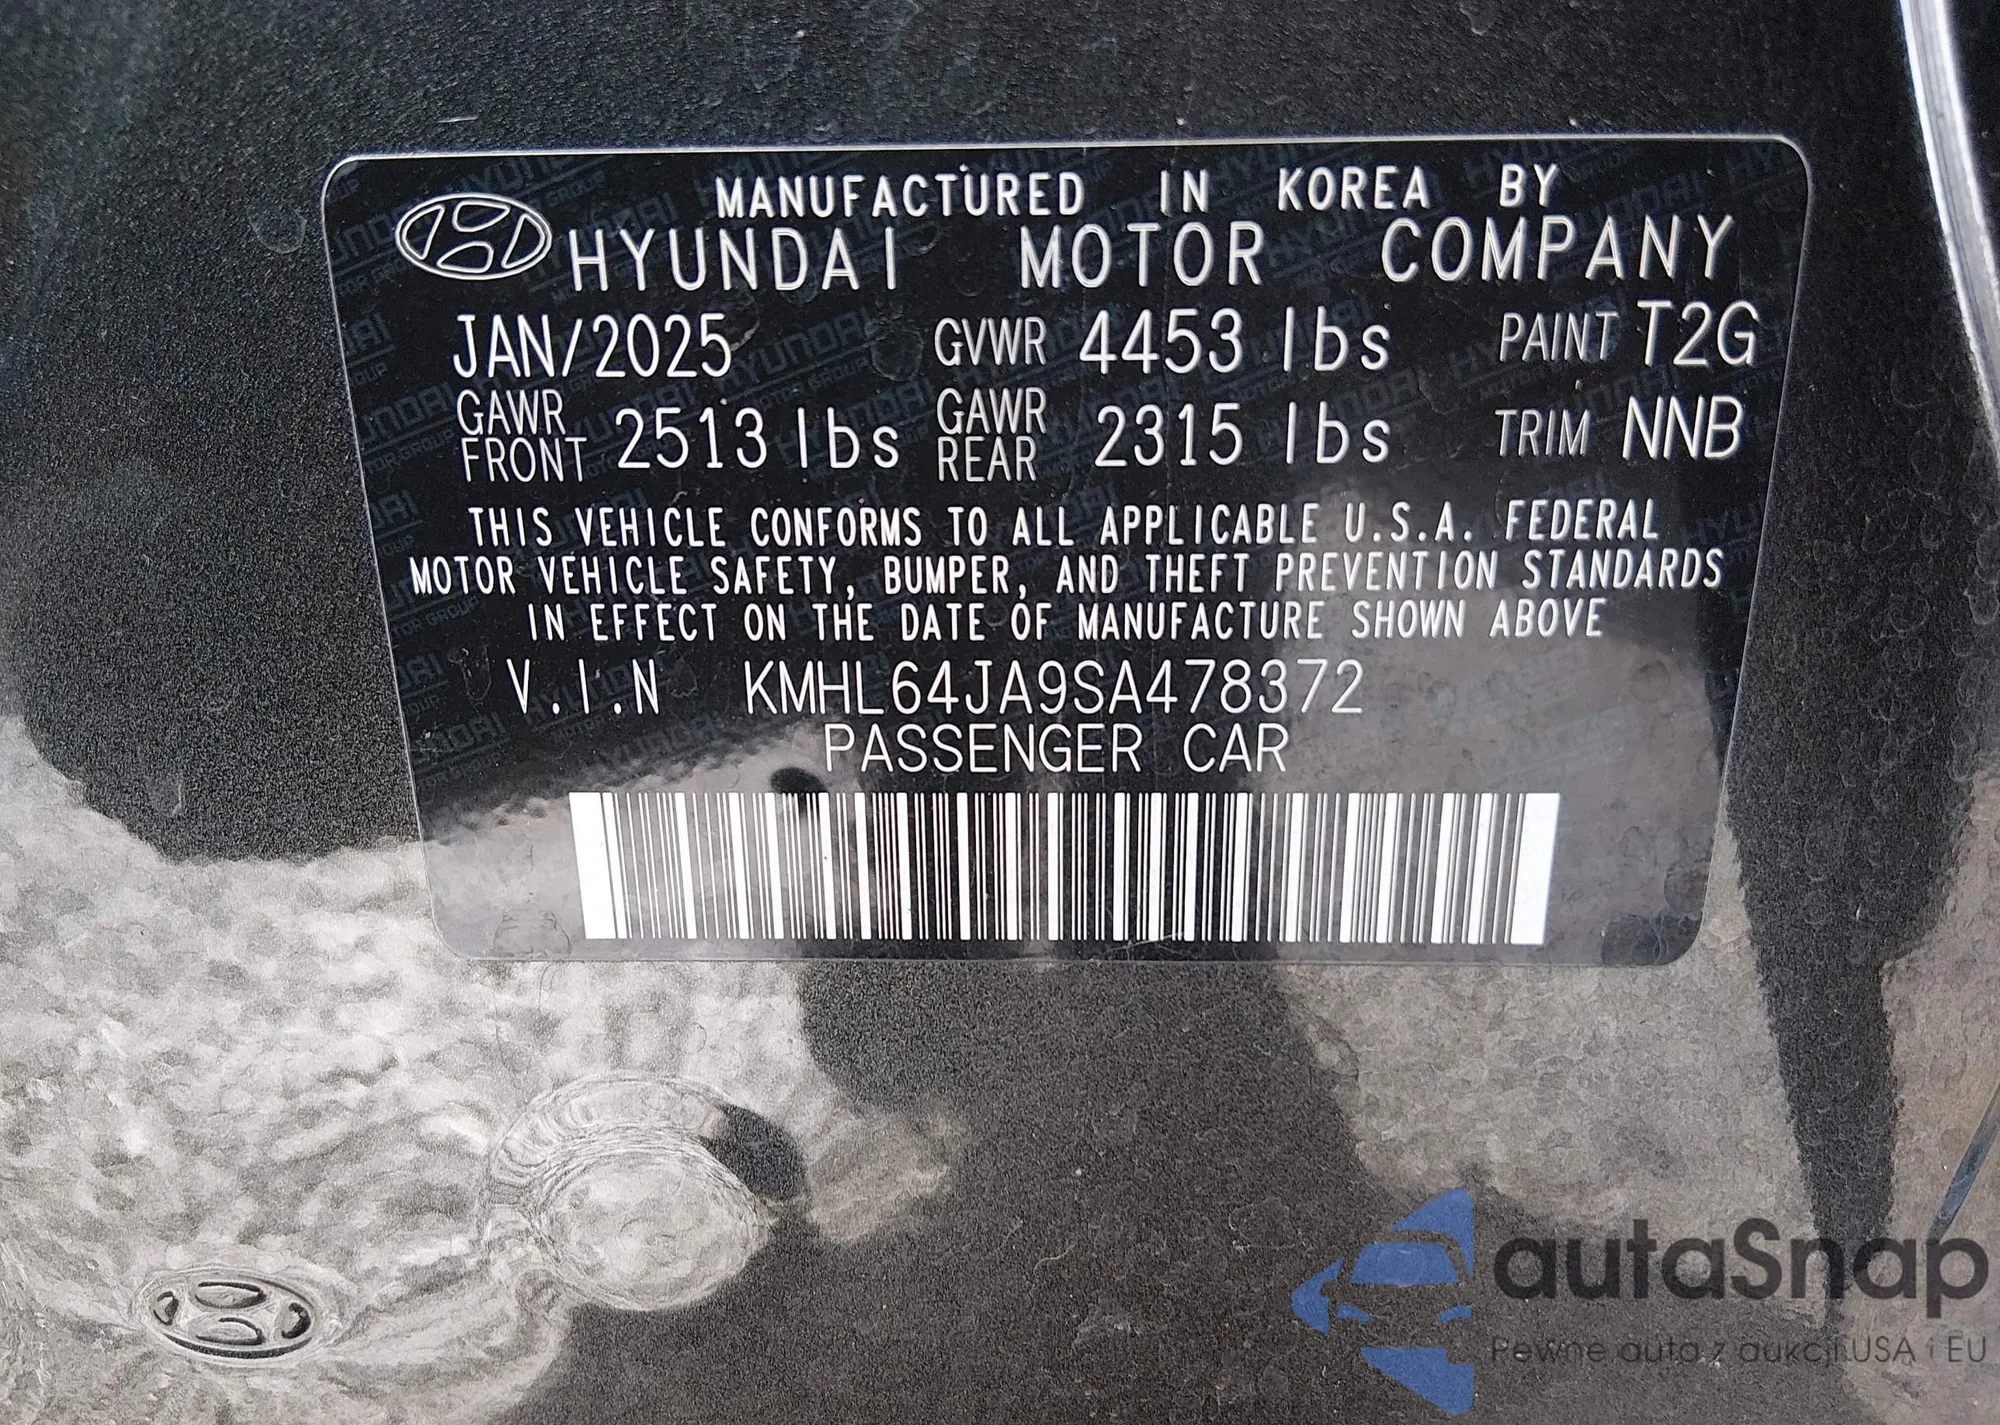 MANUFACTURED IN KOREA BY
HYUNDAI MOTOR COMPANY
JAN/2025 GVWR 4453 lbs PAINT T2G
GAWR FRONT 2513 lbs GAWR REAR 2315 lbs TRIM NNB
THIS VEHICLE CONFORMS TO ALL APPLICABLE U.S.A. FEDERAL
MOTOR VEHICLE SAFETY, BUMPER, AND THEFT PREVENTION STANDARDS
IN EFFECT ON THE DATE OF MANUFACTURE SHOWN ABOVE
V.I.N KMHL64JA9SA478372
PASSENGER CAR
autaSnap
Pewne auta z aukcji USA i EU